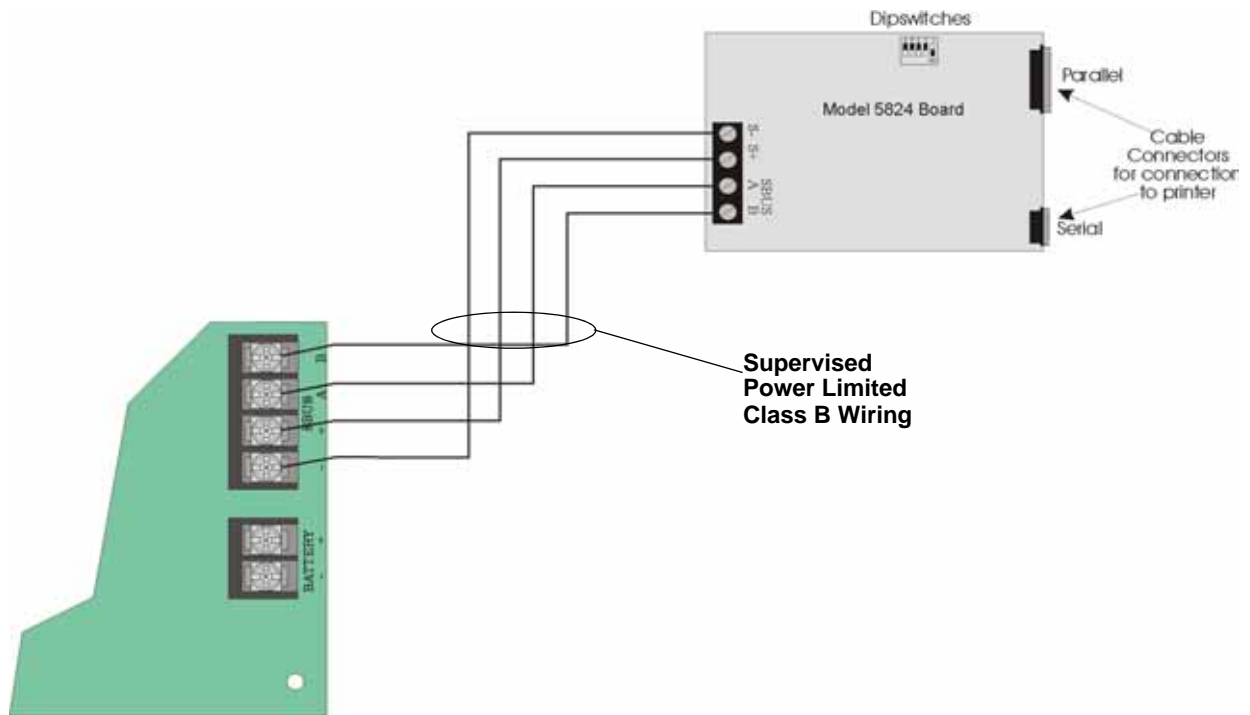 Dipswitches
Parallel
Model 5824 Board
Cable
Connectors
for connection
to printer
Serial
S-
S+
A
B
SBUS
Supervised
Power Limited
Class B Wiring
B
A
+
-
SBUS
+
-
BATTERY